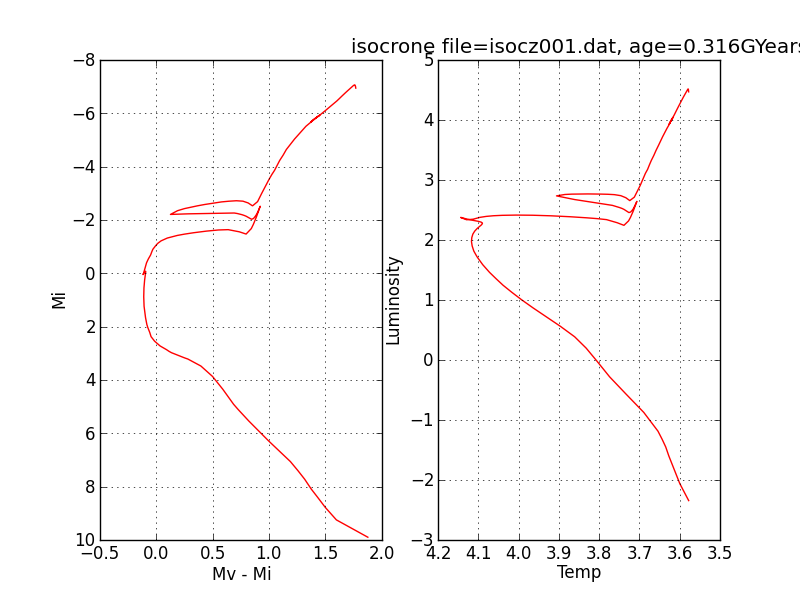 isocrone file=isocz001.dat, age=0.316GYears
−8
−6
−4
−2
0
2
4
6
8
10
Mi
−0.5 0.0 0.5 1.0 1.5 2.0
Mv - Mi
5
4
3
2
1
0
−1
−2
−3
Luminosity
4.2 4.1 4.0 3.9 3.8 3.7 3.6 3.5
Temp